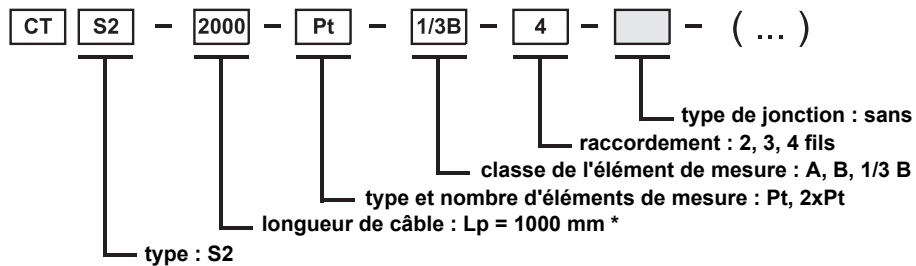 CT S2 – 2000 – Pt – 1/3B – 4 – – (...)
type de jonction : sans
raccordement : 2, 3, 4 fils
classe de l'élément de mesure : A, B, 1/3 B
type et nombre d'éléments de mesure : Pt, 2xPt
longueur de câble : Lp = 1000 mm *
type : S2